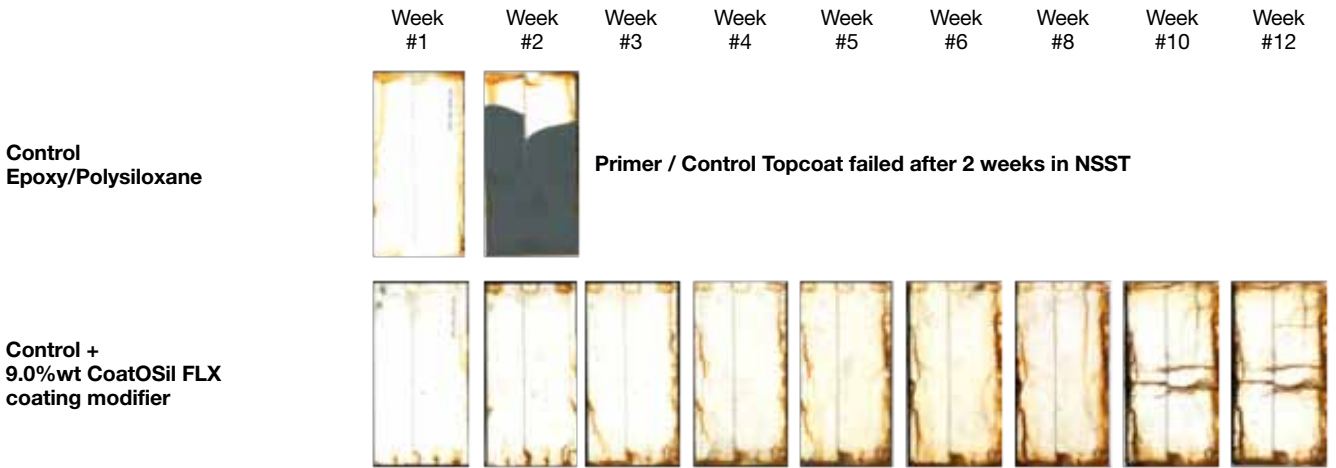 Week #1
Week #2
Week #3
Week #4
Week #5
Week #6
Week #8
Week #10
Week #12
Control
Epoxy/Polysiloxane
Primer / Control Topcoat failed after 2 weeks in NSST
Control +
9.0%wt CoatOSil FLX
coating modifier